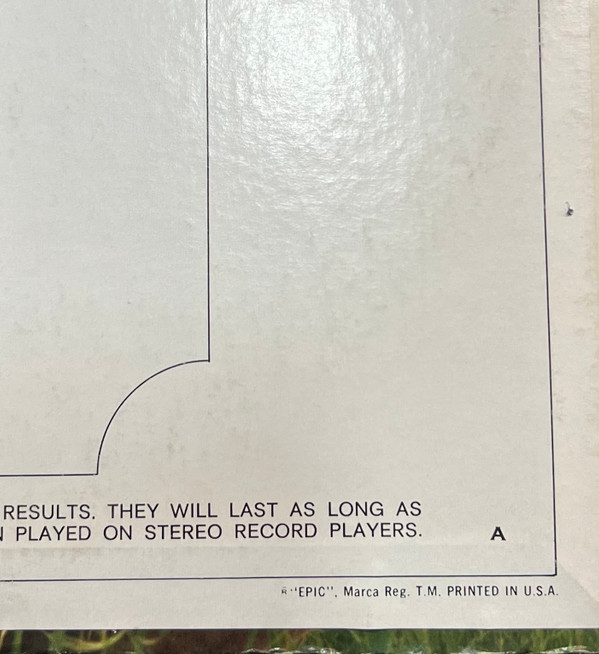 RESULTS. THEY WILL LAST AS LONG AS
PLAYED ON STEREO RECORD PLAYERS.
A
"EPIC", Marca Reg. T.M. PRINTED IN U.S.A.